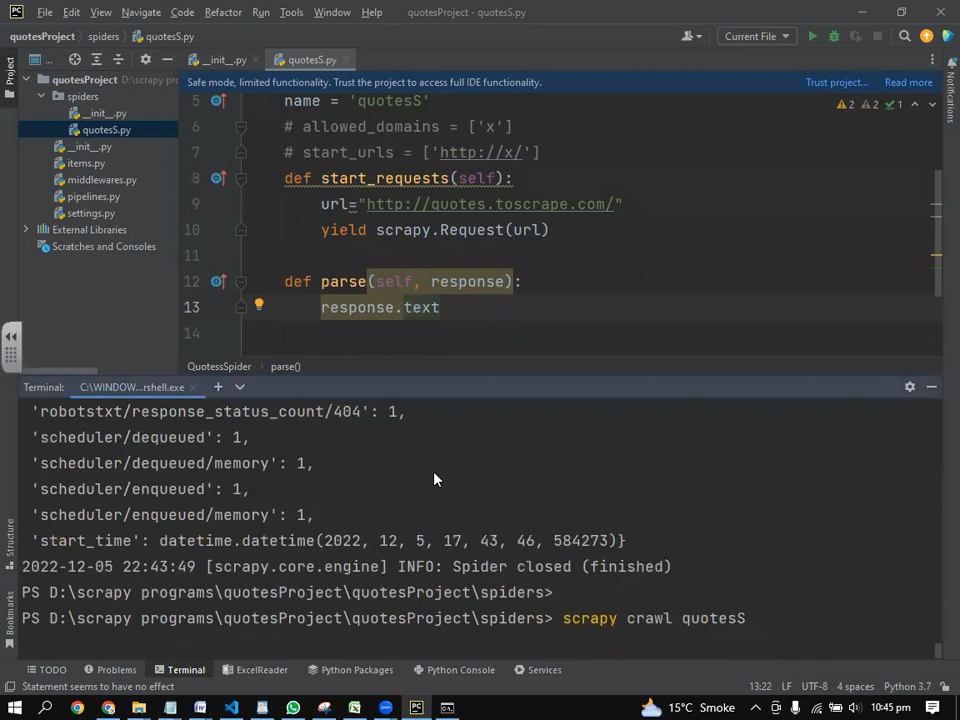 PC File Edit View Navigate Code Refactor Run Tools Window Help quotesProject - quotesS.py
quotesProject spiders quotesS.py Current File
Project ... __init__.py quotesS.py
Safe mode, limited functionality. Trust the project to access full IDE functionality. Trust project... Read more
quotesProject D:\scrapy pro
spiders
__init__.py
quotesS.py
__init__.py
items.py
middlewares.py
pipelines.py
settings.py
External Libraries
Scratches and Consoles
5 name = 'quotesS' 2 2 1
6 # allowed_domains = ['x']
7 # start_urls = ['http://x/']
8 def start_requests(self):
9 url="http://quotes.toscrape.com/"
10 yield scrapy.Request(url)
11
12 def parse(self, response):
13 response.text
14
Notifications
QuotessSpider parse()
Terminal: C:\WINDOW...rshell.exe
'robotstxt/response_status_count/404': 1,
'scheduler/dequeued': 1,
'scheduler/dequeued/memory': 1,
'scheduler/enqueued': 1,
'scheduler/enqueued/memory': 1,
'start_time': datetime.datetime(2022, 12, 5, 17, 43, 46, 584273)}
2022-12-05 22:43:49 [scrapy.core.engine] INFO: Spider closed (finished)
PS D:\scrapy programs\quotesProject\quotesProject\spiders>
PS D:\scrapy programs\quotesProject\quotesProject\spiders> scrapy crawl quotesS
Structure
Bookmarks
TODO Problems Terminal ExcelReader Python Packages Python Console Services
Statement seems to have no effect 13:22 LF UTF-8 4 spaces Python 3.7
15°C Smoke 10:45 pm